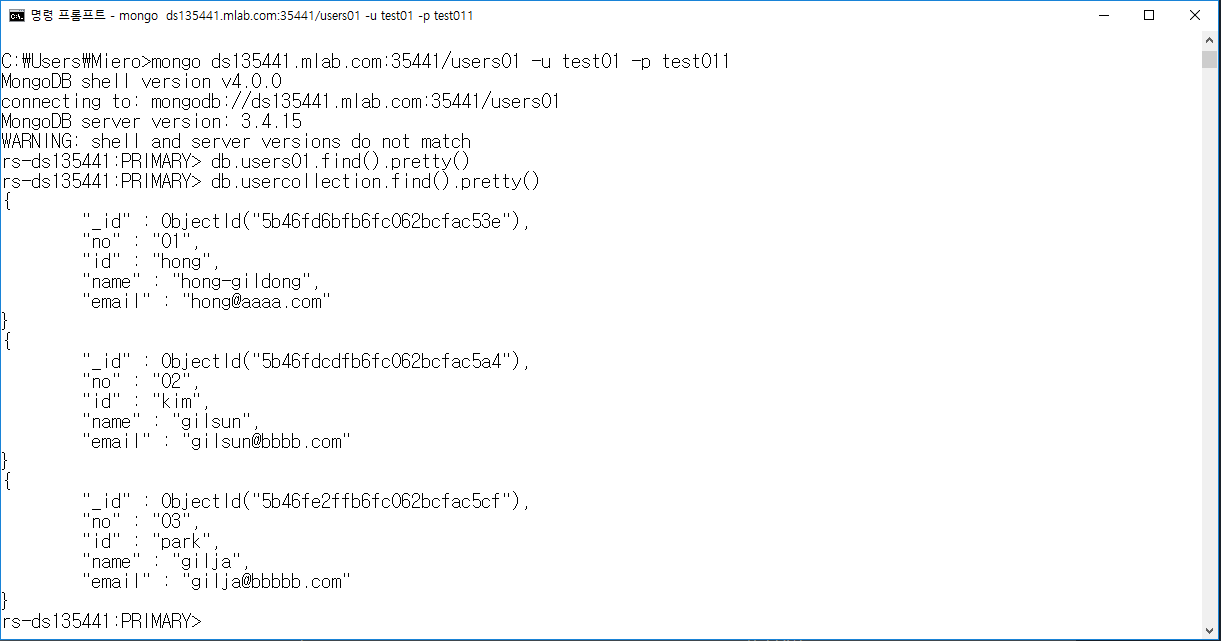 명령 프롬프트 - mongo ds135441.mlab.com:35441/users01 -u test01 -p test011
C:\Users\Miero>mongo ds135441.mlab.com:35441/users01 -u test01 -p test011
MongoDB shell version v4.0.0
connecting to: mongodb://ds135441.mlab.com:35441/users01
MongoDB server version: 3.4.15
WARNING: shell and server versions do not match
rs-ds135441:PRIMARY> db.users01.find().pretty()
rs-ds135441:PRIMARY> db.usercollection.find().pretty()
{
        "_id" : ObjectId("5b46fd6bfb6fc062bcfac53e"),
        "no" : "01",
        "id" : "hong",
        "name" : "hong-gildong",
        "email" : "hong@aaaa.com"
}
{
        "_id" : ObjectId("5b46fdcdfb6fc062bcfac5a4"),
        "no" : "02",
        "id" : "kim",
        "name" : "gilsun",
        "email" : "gilsun@bbbb.com"
}
{
        "_id" : ObjectId("5b46fe2ffb6fc062bcfac5cf"),
        "no" : "03",
        "id" : "park",
        "name" : "gilja",
        "email" : "gilja@bbbbb.com"
}
rs-ds135441:PRIMARY>